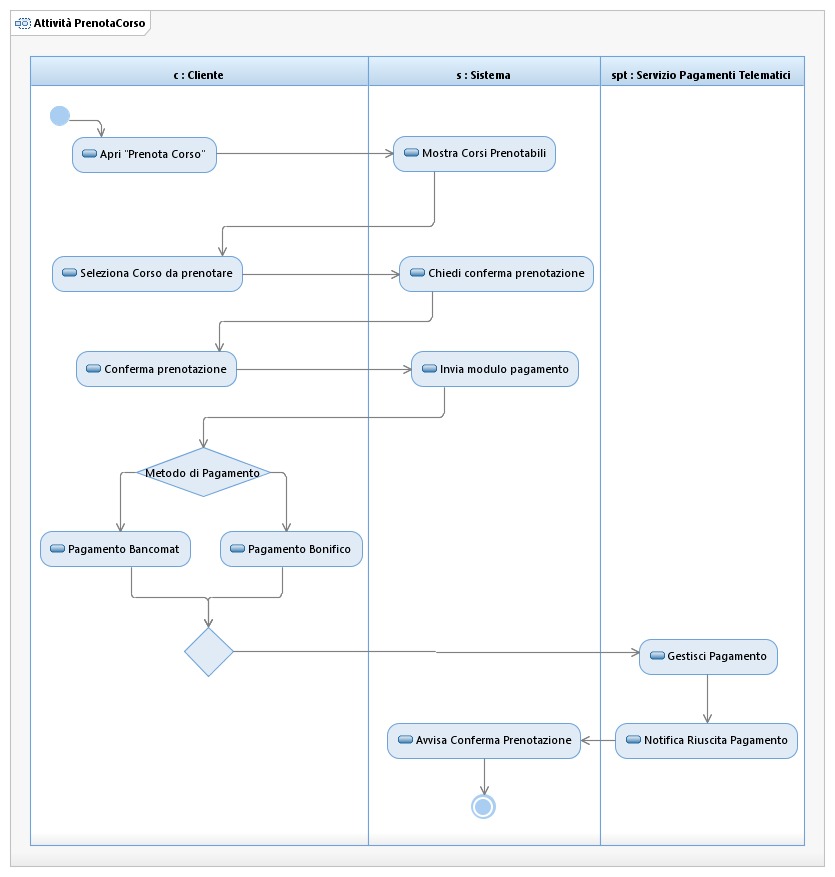 Attività PrenotaCorso
c : Cliente
s : Sistema
spt : Servizio Pagamenti Telematici
Apri "Prenota Corso"
Mostra Corsi Prenotabili
Seleziona Corso da prenotare
Chiedi conferma prenotazione
Conferma prenotazione
Invia modulo pagamento
Metodo di Pagamento
Pagamento Bancomat
Pagamento Bonifico
Gestisci Pagamento
Avvisa Conferma Prenotazione
Notifica Riuscita Pagamento